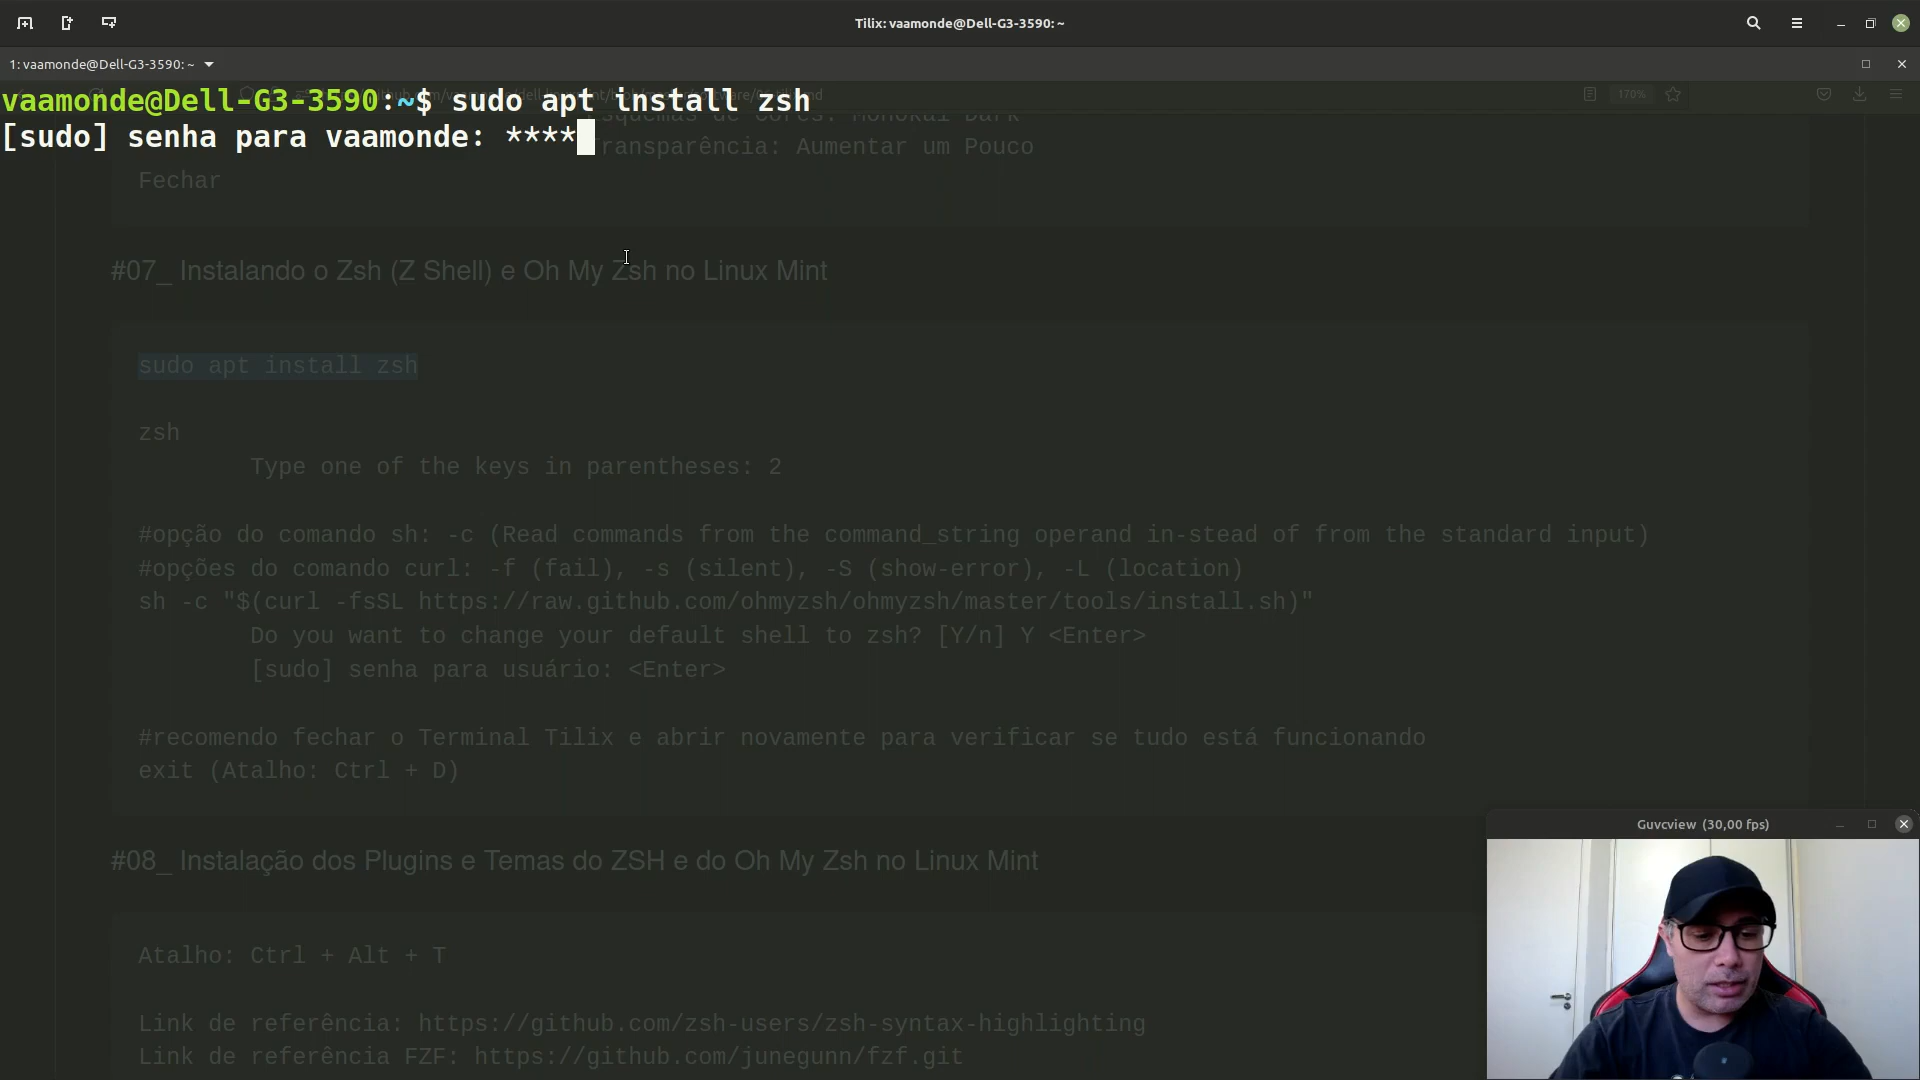 Tilix: vaamonde@Dell-G3-3590: ~
1: vaamonde@Dell-G3-3590: ~
170%
vaamonde@Dell-G3-3590:~$ sudo apt install zsh
[sudo] senha para vaamonde: ****
Transparência: Aumentar um Pouco
Fechar
#07_ Instalando o Zsh (Z Shell) e Oh My Zsh no Linux Mint
sudo apt install zsh
zsh
Type one of the keys in parentheses: 2
#opção do comando sh: -c (Read commands from the command_string operand in-stead of from the standard input)
#opções do comando curl: -f (fail), -s (silent), -S (show-error), -L (location)
sh -c "$(curl -fsSL https://raw.github.com/ohmyzsh/ohmyzsh/master/tools/install.sh)"
Do you want to change your default shell to zsh? [Y/n] Y <Enter>
[sudo] senha para usuário: <Enter>
#recomendo fechar o Terminal Tilix e abrir novamente para verificar se tudo está funcionando
exit (Atalho: Ctrl + D)
Guvcview (30,00 fps)
#08_ Instalação dos Plugins e Temas do ZSH e do Oh My Zsh no Linux Mint
Atalho: Ctrl + Alt + T
Link de referência: https://github.com/zsh-users/zsh-syntax-highlighting
Link de referência FZF: https://github.com/junegunn/fzf.git